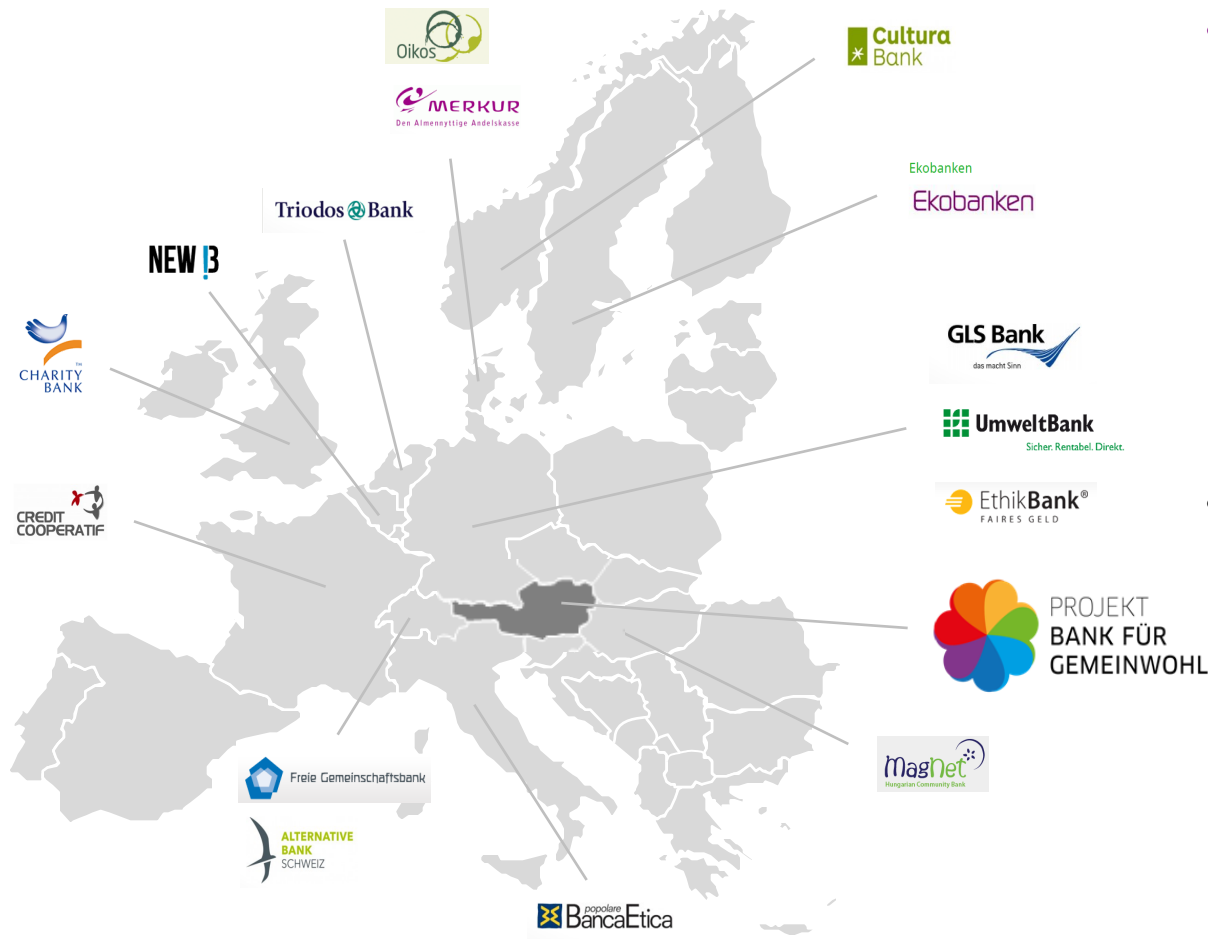 Oikos
Cultura
Bank
MERKUR
Den Almennyttige Andelskasse
Ekobanken
Ekobanken
Triodos Bank
NEW B
CHARITY
BANK
TM
GLS Bank
das macht Sinn
UmweltBank
Sicher. Rentabel. Direkt.
EthikBank®
FAIRES GELD
CREDIT
COOPERATIF
PROJEKT
BANK FÜR
GEMEINWOHL
MagNet
Hungarian Community Bank
Freie Gemeinschaftsbank
ALTERNATIVE
BANK
SCHWEIZ
popolare
BancaEtica